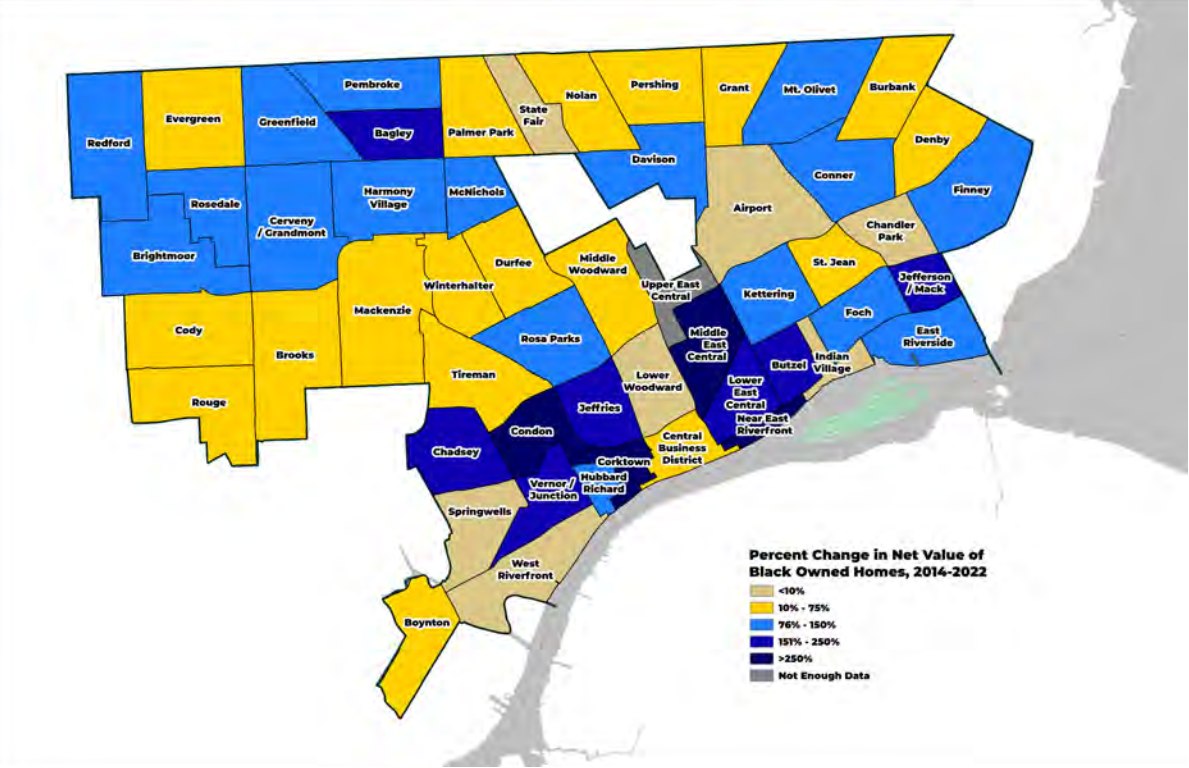 Pembroke
Evergreen
Greenfield
Bagley
Redford
Palmer Park
State
Fair
Nolan
Pershing
Grant
Mt. Olivet
Burbank
Denby
Davison
Conner
Finney
Rosedale
Harmony
Village
McNichols
Cerveny
/ Grandmont
Brightmoor
Airport
Chandler
Park
Durfee
Middle
Woodward
Winterhalter
Upper East
Central
St. Jean
Jefferson
/ Mack
Kettering
Foch
East
Riverside
Mackenzie
Cody
Brooks
Rosa Parks
Middle
East
Central
Butzel
Indian
Village
Tireman
Lower
Woodward
Lower
East
Central
Rouge
Jeffries
Near East
Riverfront
Condon
Central
Business
District
Chadsey
Corktown
Vernor /
Junction
Hubbard
Richard
Springwells
West
Riverfront
Boynton
Percent Change in Net Value of
Black Owned Homes, 2014-2022
<10%
10% - 75%
76% - 150%
151% - 250%
>250%
Not Enough Data